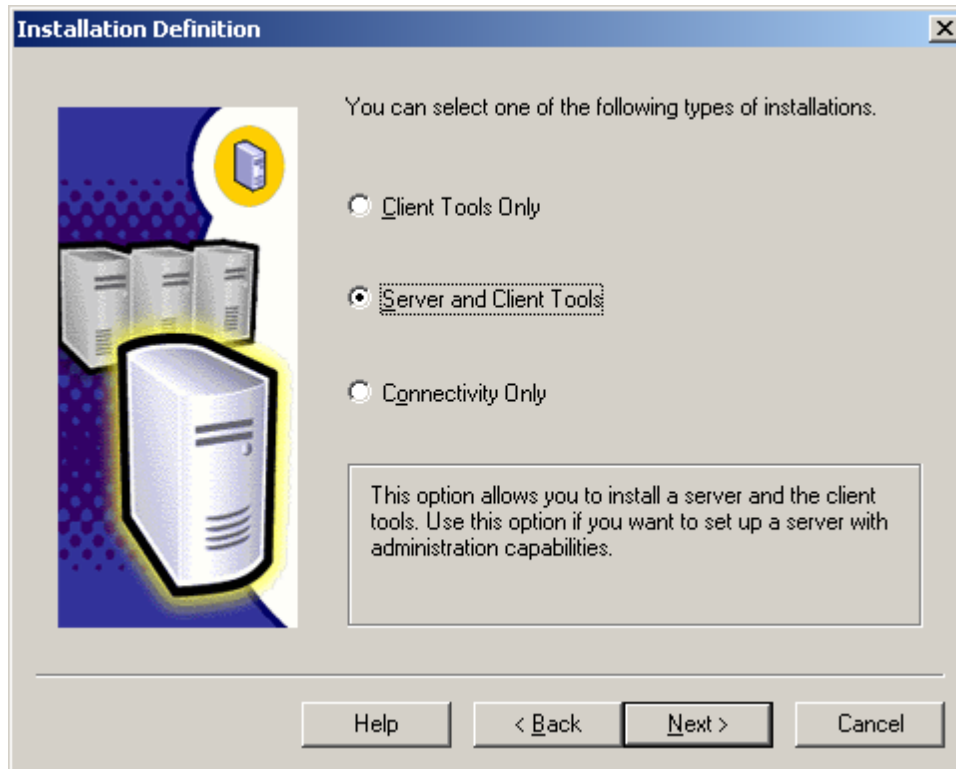 Installation Definition
You can select one of the following types of installations.
Client Tools Only
Server and Client Tools
Connectivity Only
This option allows you to install a server and the client
tools. Use this option if you want to set up a server with
administration capabilities.
Help
< Back
Next >
Cancel